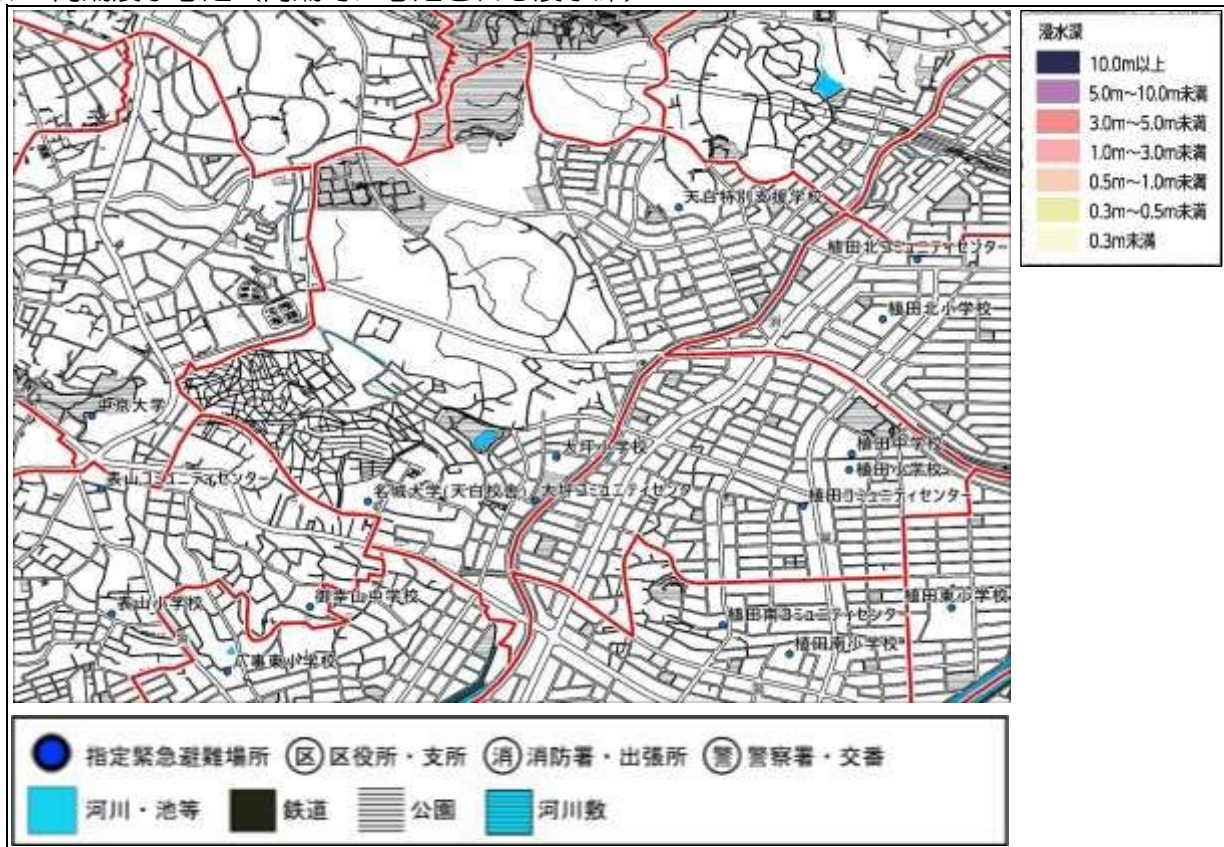 浸水深
10.0m以上
5.0m～10.0m未満
3.0m～5.0m未満
1.0m～3.0m未満
0.5m～1.0m未満
0.3m～0.5m未満
0.3m未満
天白特別支援学校
植田北コミュニティセンター
植田北小学校
中京大学
大坪小学校
植田中学校
植田小学校
表山コミュニティセンター
名城大学(天白校舎)
大坪コミュニティセンター
植田コミュニティセンター
表山小学校
御幸山中学校
植田東小学校
植田南コミュニティセンター
植田南小学校
八事東小学校
指定緊急避難場所
区 区役所・支所
消 消防署・出張所
警 警察署・交番
河川・池等
鉄道
公園
河川敷